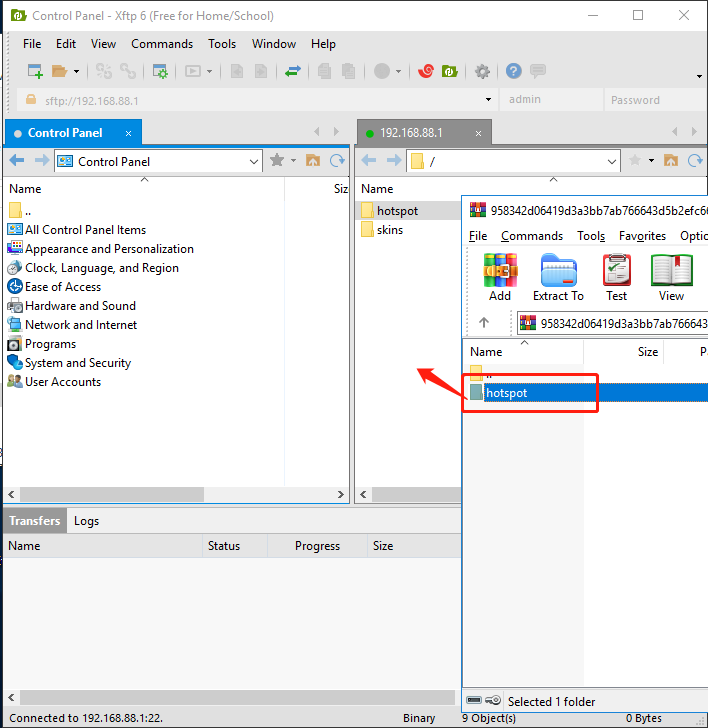 Control Panel - Xftp 6 (Free for Home/School)
File Edit View Commands Tools Window Help
sftp://192.168.88.1 admin Password
Control Panel × 192.168.88.1 ×
Control Panel /
Name Siz Name
..
All Control Panel Items
Appearance and Personalization
Clock, Language, and Region
Ease of Access
Hardware and Sound
Network and Internet
Programs
System and Security
User Accounts
hotspot
skins
958342d06419d3a3bb7ab766643d5b2efc6
File Commands Tools Favorites Optio
Add Extract To Test View
958342d06419d3a3bb7ab766643
Name Size Pa
..
hotspot
Selected 1 folder
Transfers Logs
Name Status Progress Size
Connected to 192.168.88.1:22. Binary 9 Object(s) 0 Bytes